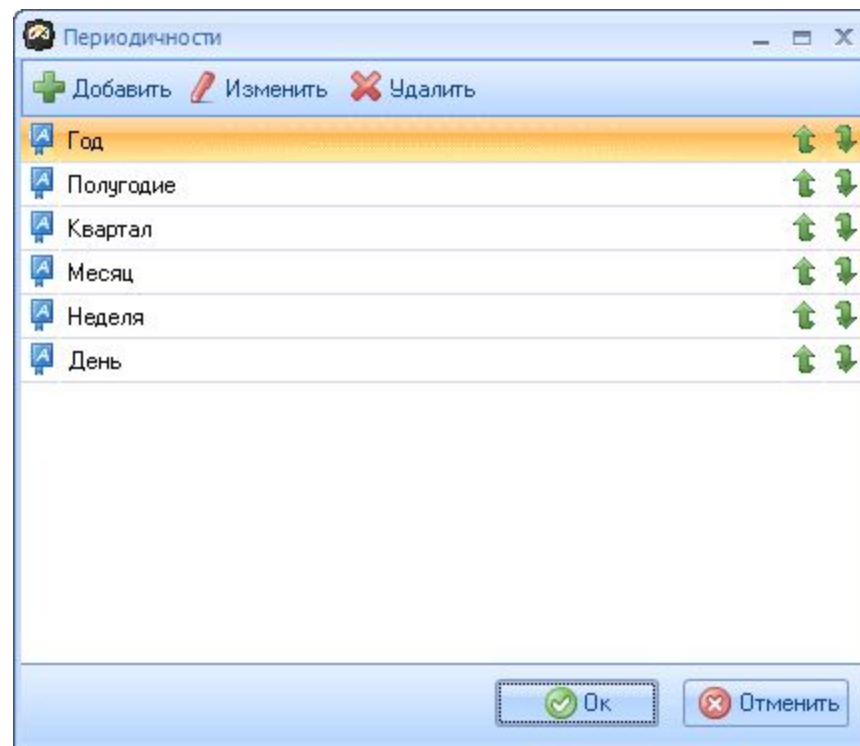 Периодичности
Добавить Изменить Удалить
Год
Полугодие
Квартал
Месяц
Неделя
День
Ок Отменить